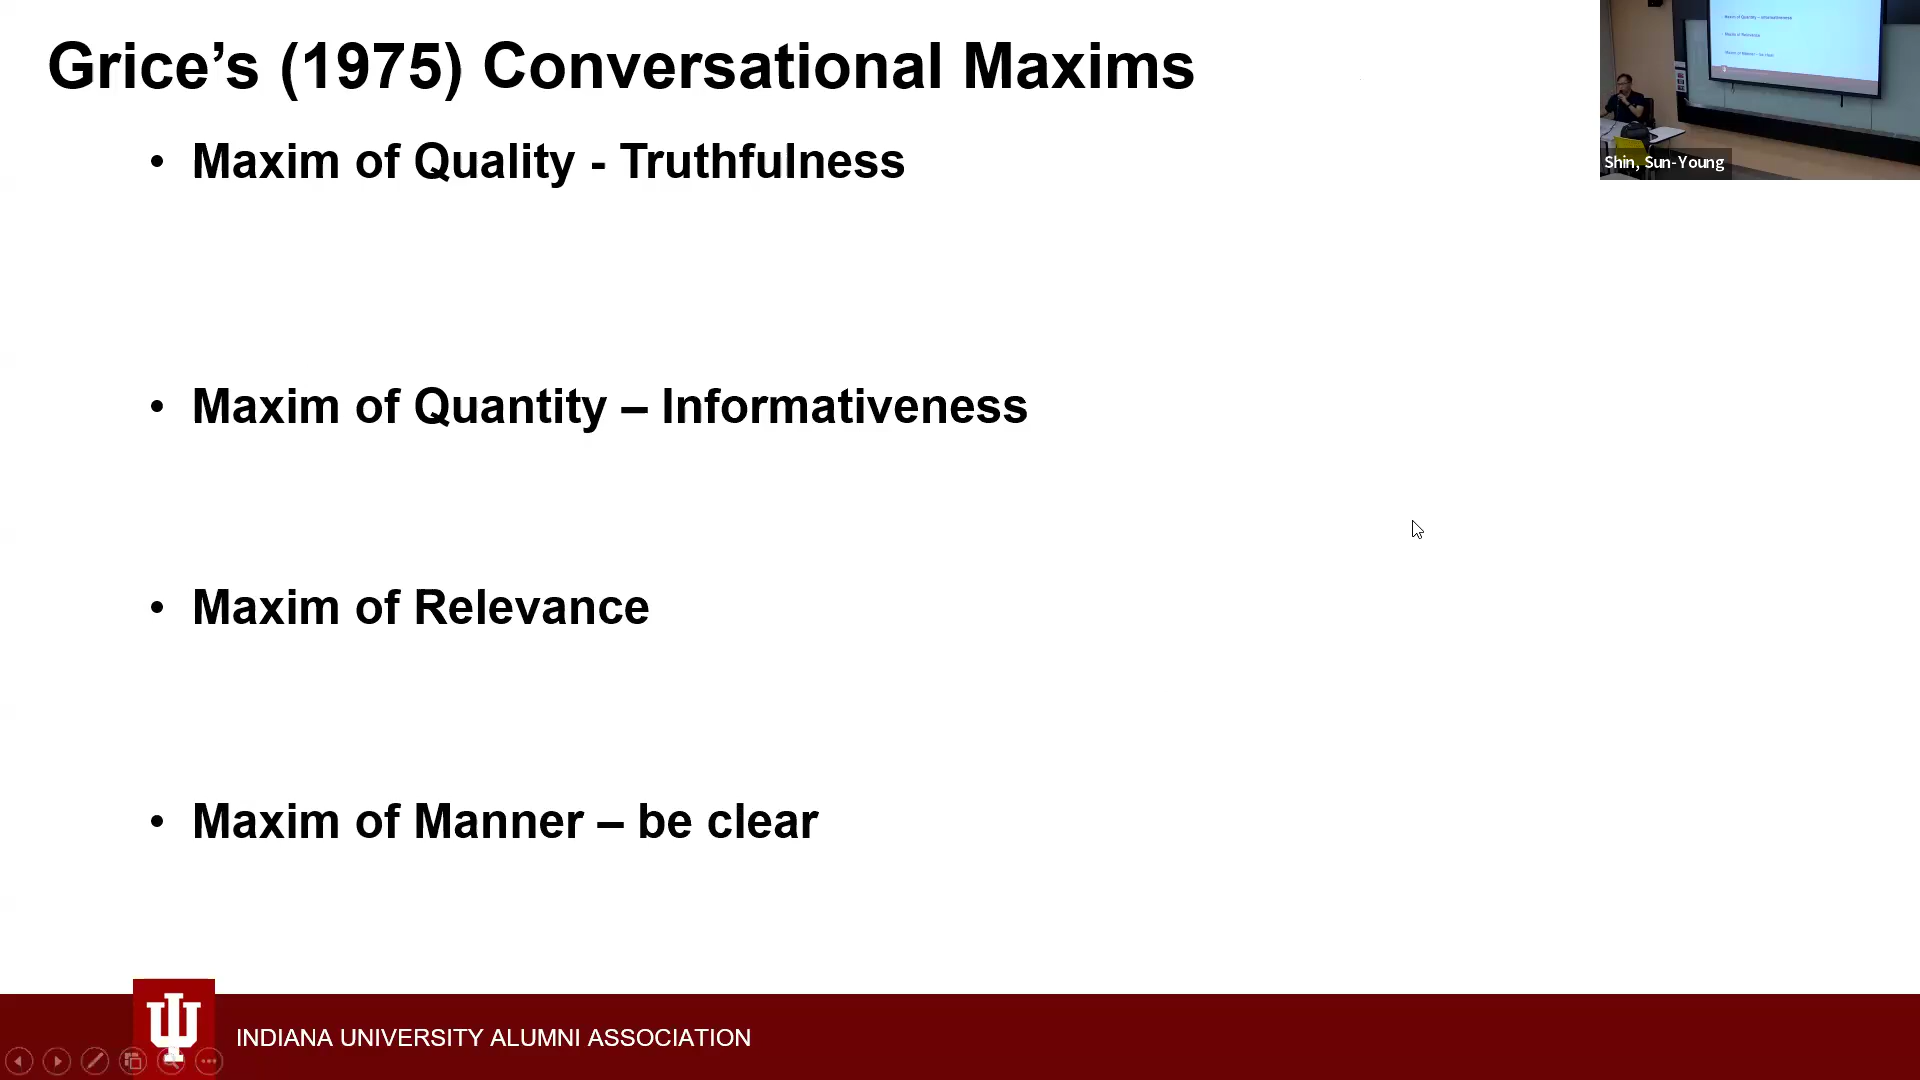 Grice’s (1975) Conversational Maxims
• Maxim of Quality - Truthfulness
• Maxim of Quantity – Informativeness
• Maxim of Relevance
• Maxim of Manner – be clear
Shin, Sun-Young
INDIANA UNIVERSITY ALUMNI ASSOCIATION